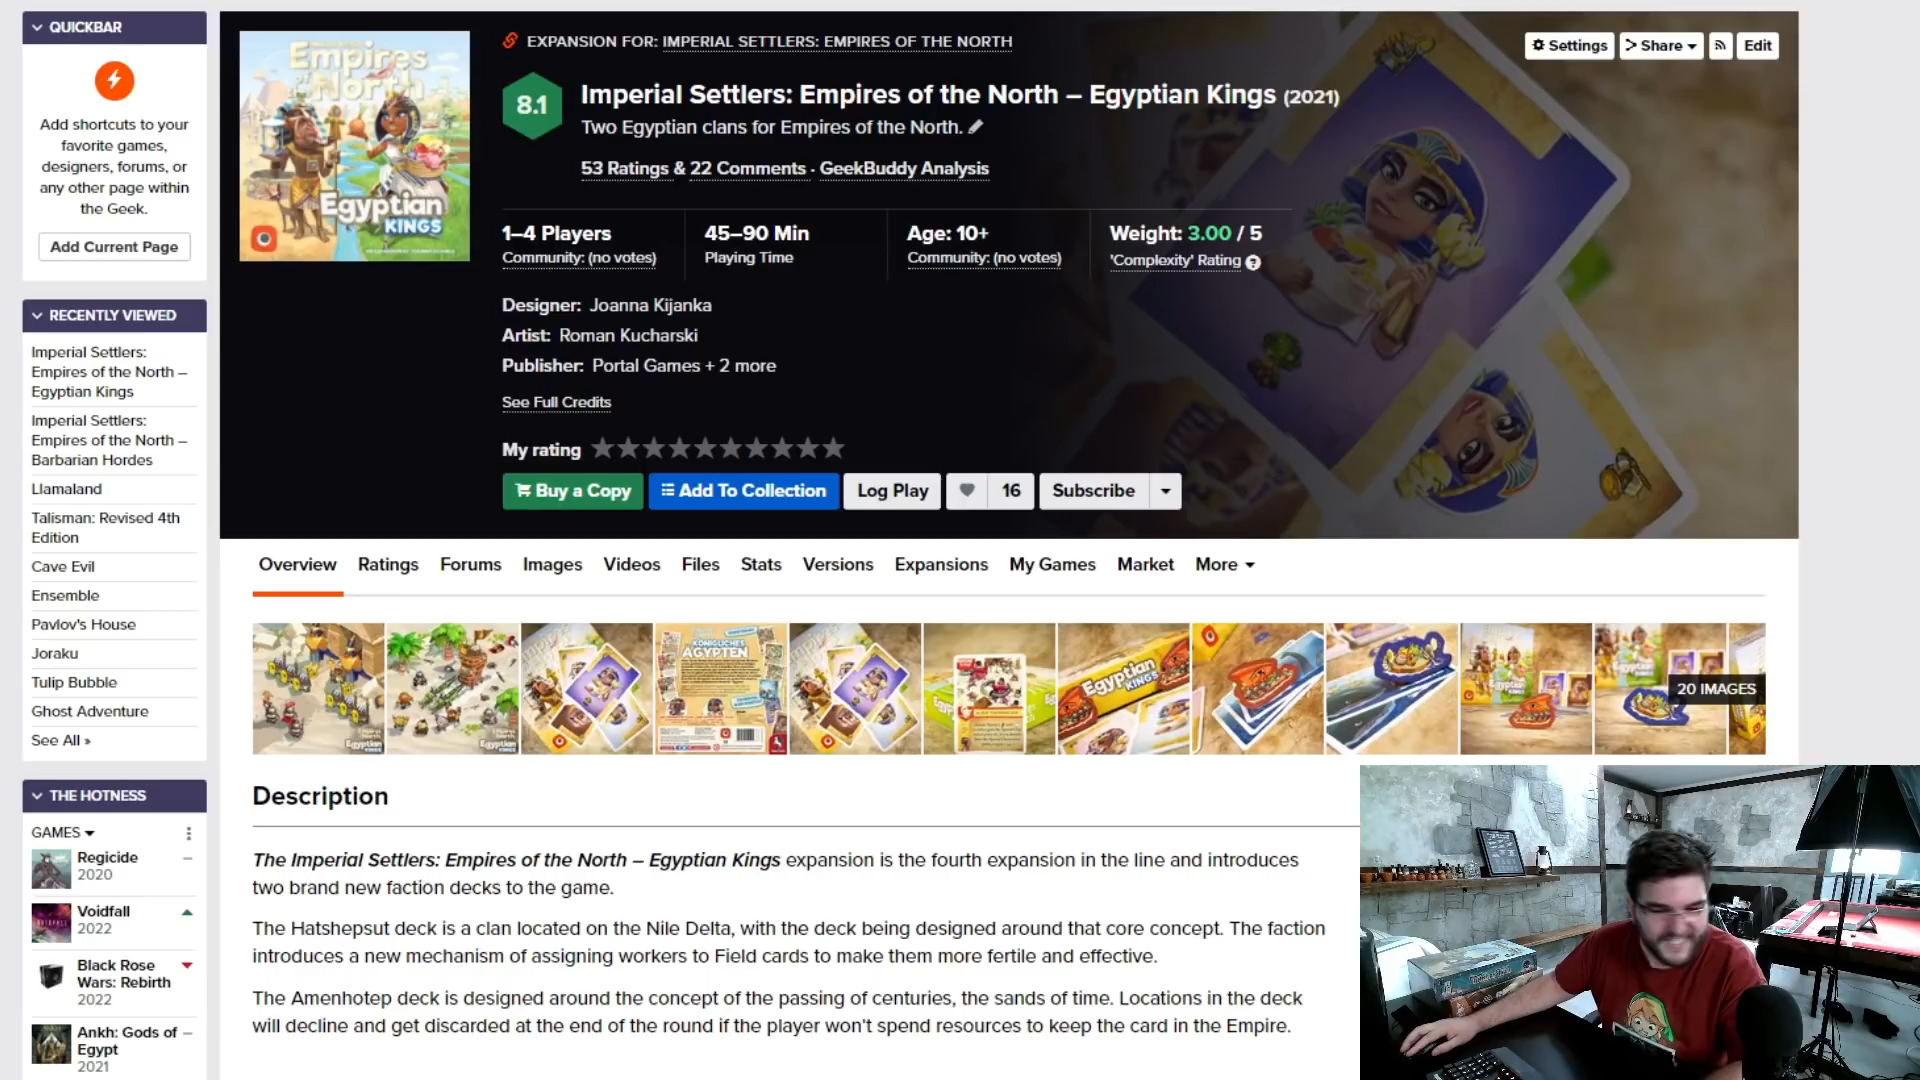 QUICKBAR
Add shortcuts to your
favorite games,
designers, forums, or
any other page within
the Geek.
Add Current Page
RECENTLY VIEWED
Imperial Settlers:
Empires of the North –
Egyptian Kings
Imperial Settlers:
Empires of the North –
Barbarian Hordes
Llamaland
Talisman: Revised 4th
Edition
Cave Evil
Ensemble
Pavlov's House
Joraku
Tulip Bubble
Ghost Adventure
See All »
THE HOTNESS
GAMES
Regicide
2020
Voidfall
2022
Black Rose
Wars: Rebirth
2022
Ankh: Gods of
Egypt
2021
Empires
of North
Egyptian
KINGS
EXPANSION FOR: IMPERIAL SETTLERS: EMPIRES OF THE NORTH
Settings
Share
Edit
8.1
Imperial Settlers: Empires of the North – Egyptian Kings (2021)
Two Egyptian clans for Empires of the North.
53 Ratings & 22 Comments · GeekBuddy Analysis
1–4 Players
Community: (no votes)
45–90 Min
Playing Time
Age: 10+
Community: (no votes)
Weight: 3.00 / 5
'Complexity' Rating
Designer: Joanna Kijanka
Artist: Roman Kucharski
Publisher: Portal Games + 2 more
See Full Credits
My rating
Buy a Copy
Add To Collection
Log Play
16
Subscribe
Overview
Ratings
Forums
Images
Videos
Files
Stats
Versions
Expansions
My Games
Market
More
Egyptian
KINGS
Egyptian
KINGS
KÖNIGLICHES
ÄGYPTEN
Egyptian
KINGS
20 IMAGES
Description
The Imperial Settlers: Empires of the North – Egyptian Kings expansion is the fourth expansion in the line and introduces
two brand new faction decks to the game.
The Hatshepsut deck is a clan located on the Nile Delta, with the deck being designed around that core concept. The faction
introduces a new mechanism of assigning workers to Field cards to make them more fertile and effective.
The Amenhotep deck is designed around the concept of the passing of centuries, the sands of time. Locations in the deck
will decline and get discarded at the end of the round if the player won't spend resources to keep the card in the Empire.